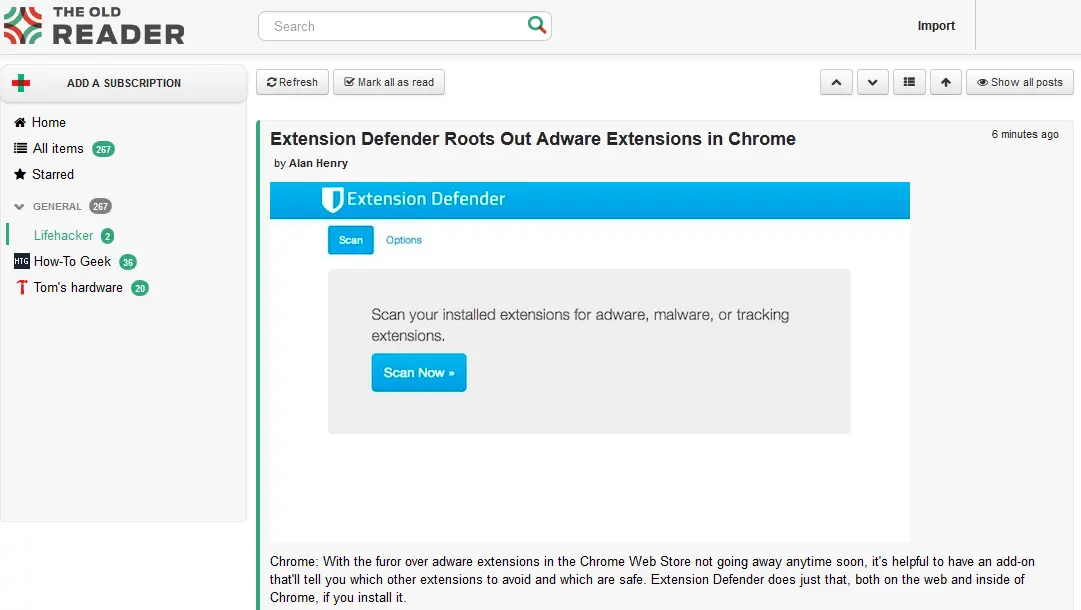 THE OLD
READER
Search
Import
ADD A SUBSCRIPTION
Refresh
Mark all as read
Show all posts
Home
All items 267
Starred
GENERAL 267
Lifehacker 2
HTG How-To Geek 36
Tom's hardware 20
Extension Defender Roots Out Adware Extensions in Chrome
6 minutes ago
by Alan Henry
Extension Defender
Scan
Options
Scan your installed extensions for adware, malware, or tracking
extensions.
Scan Now »
Chrome: With the furor over adware extensions in the Chrome Web Store not going away anytime soon, it's helpful to have an add-on
that'll tell you which other extensions to avoid and which are safe. Extension Defender does just that, both on the web and inside of
Chrome, if you install it.